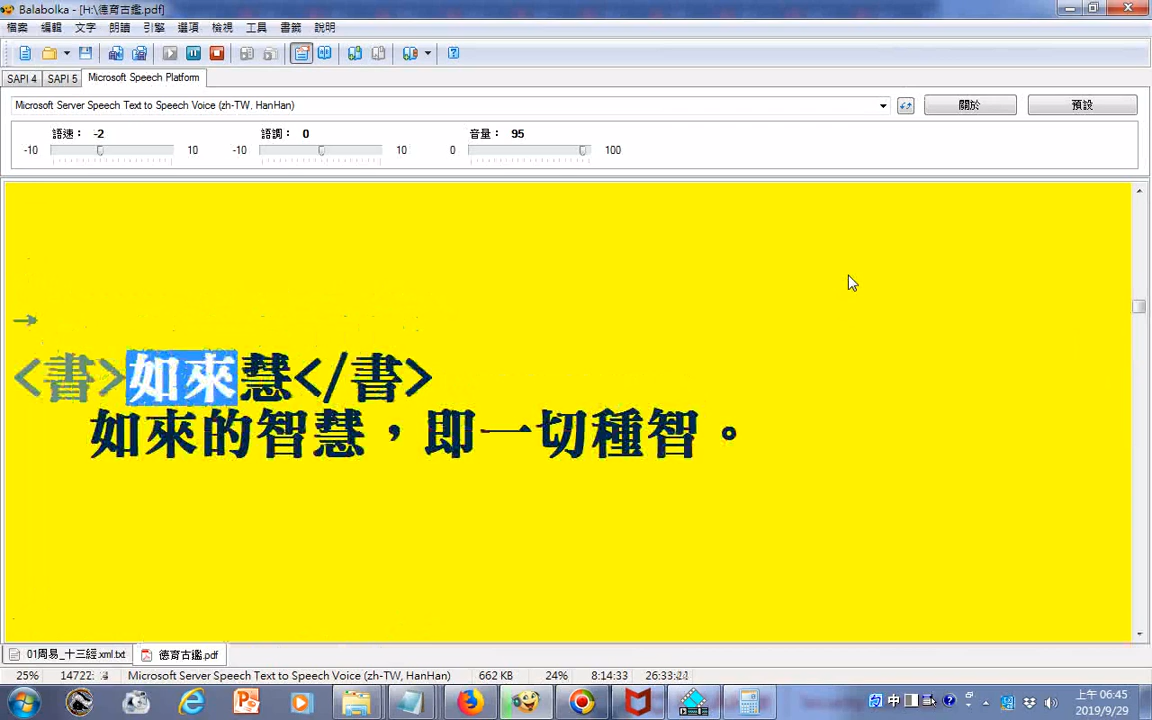 Balabolka - [H:\德育古鑑.pdf]
檔案 編輯 文字 朗讀 引擎 選項 檢視 工具 書籤 說明
SAPI 4 SAPI 5 Microsoft Speech Platform
Microsoft Server Speech Text to Speech Voice (zh-TW, HanHan) 關於 預設
語速： -2 語調： 0 音量： 95
-10 10 -10 10 0 100
<書>如來慧</書>
如來的智慧，即一切種智。
01周易_十三經.xml.txt 德育古鑑.pdf
25% Microsoft Server Speech Text to Speech Voice (zh-TW, HanHan) 662 KB 24% 8:14:33
中 上午 06:45
2019/9/29